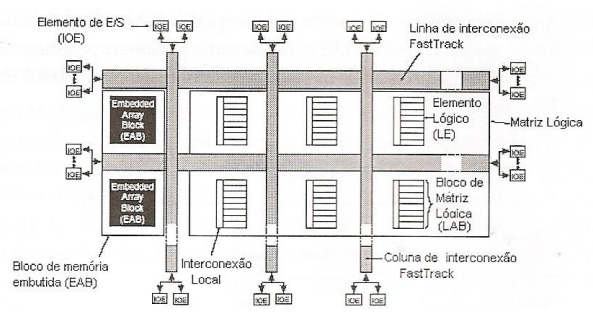 Elemento de E/S
(IOE)
IOE IOE
IOE IOE
IOE IOE
Linha de interconexão
FastTrack
IOE
IOE
IOE
IOE
Embedded
Array
Block
(EAB)
Elemento
Lógico
(LE)
Matriz Lógica
IOE
IOE
IOE
IOE
Embedded
Array
Block
(EAB)
Bloco de
Matriz
Lógica
(LAB)
Bloco de memória
embutida (EAB)
Interconexão
Local
Coluna de interconexão
FastTrack
IOE IOE
IOE IOE
IOE IOE